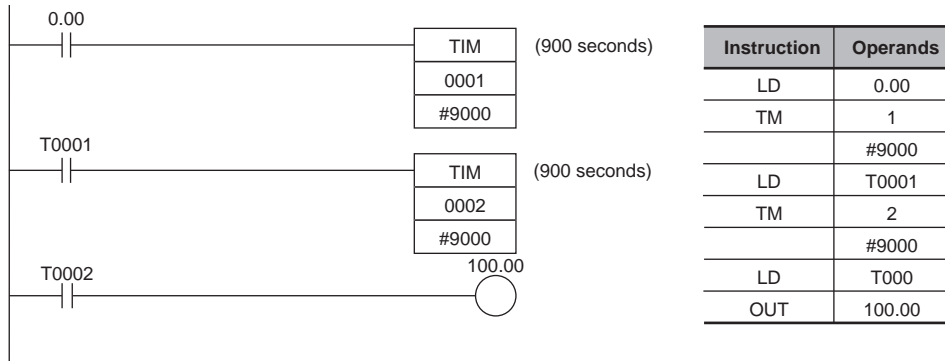 0.00
TIM (900 seconds)
0001
#9000
T0001
TIM (900 seconds)
0002
#9000
T0002
100.00
Instruction Operands
LD 0.00
TM 1
#9000
LD T0001
TM 2
#9000
LD T000
OUT 100.00